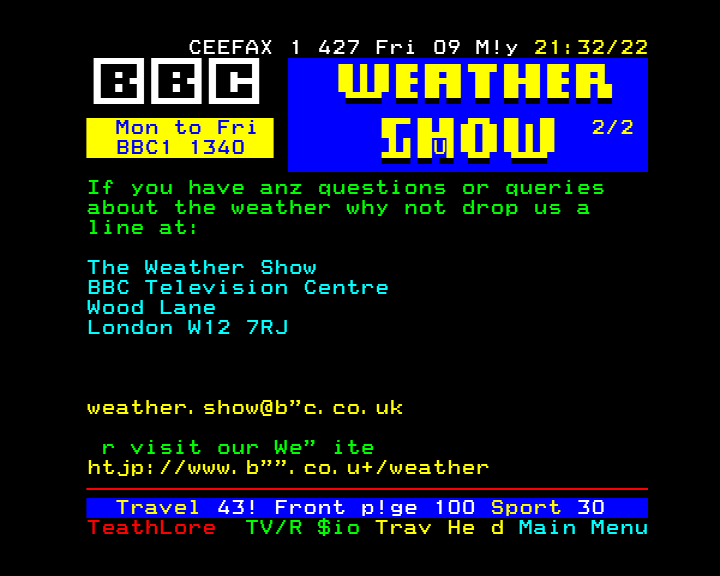 CEEFAX 1 427 Fri 09 M!y 21:32/22
BBC WEATHER
Mon to Fri SHOW 2/2
BBC1 1340 U
If you have anz questions or queries
about the weather why not drop us a
line at:
The Weather Show
BBC Television Centre
Wood Lane
London W12 7RJ
weather.show@b”c.co.uk
r visit our We” ite
htjp://www.b””.co.u+/weather
Travel 43! Front p!ge 100 Sport 30
TeathLore TV/R $io Trav He d Main Menu